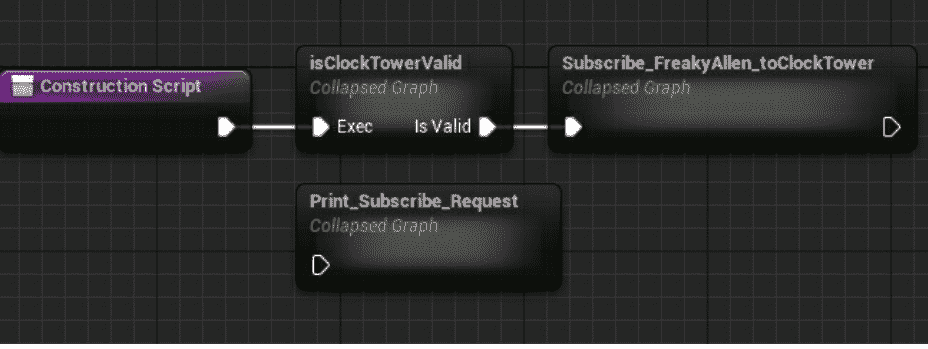 Construction Script
isClockTowerValid
Collapsed Graph
Exec
Is Valid
Subscribe_FreakyAllen_toClockTower
Collapsed Graph
Print_Subscribe_Request
Collapsed Graph